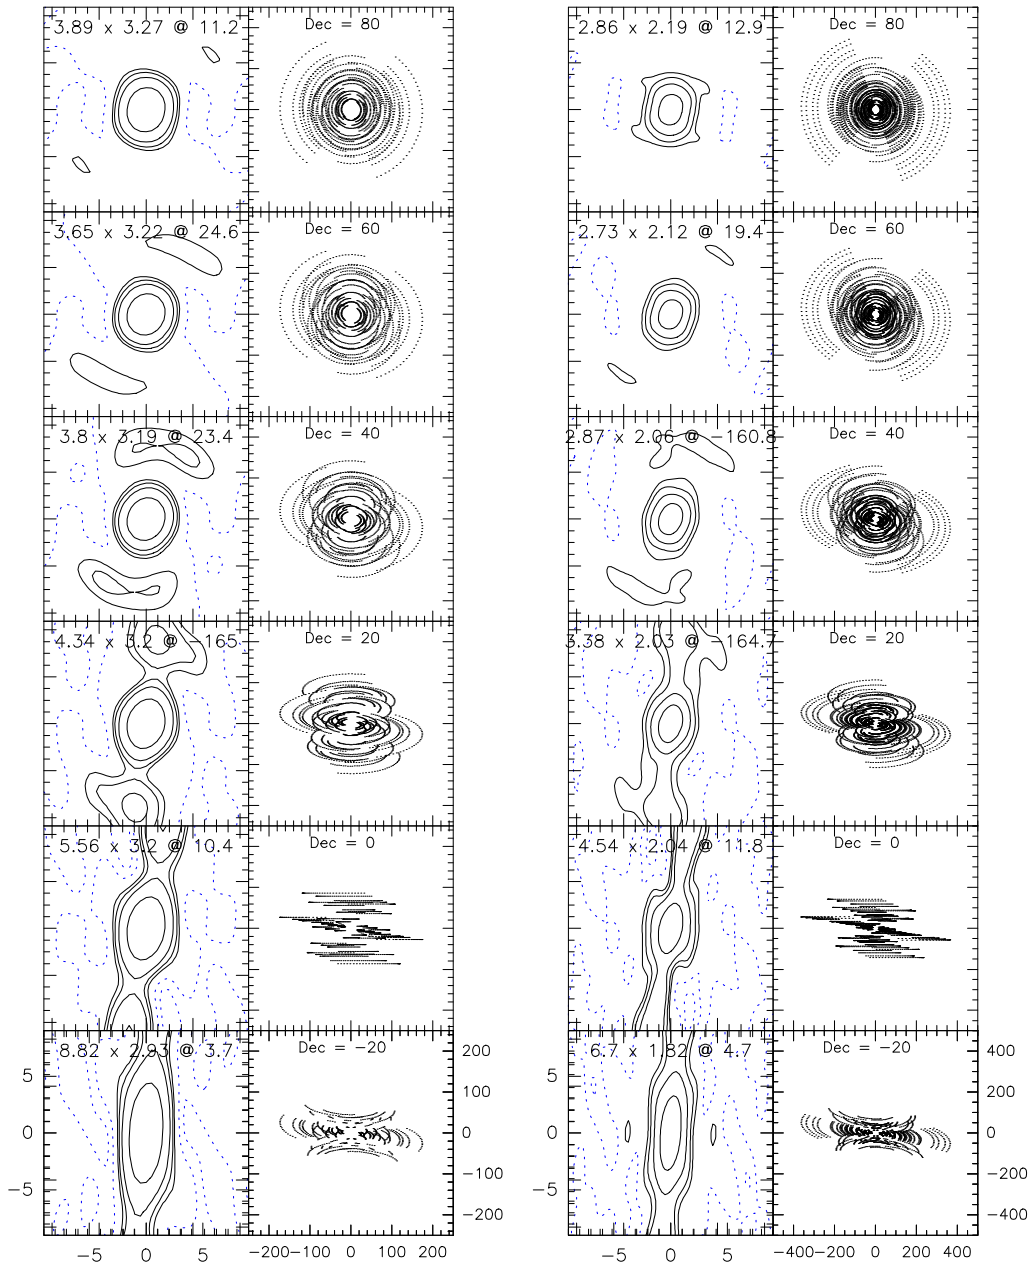 3.89 x 3.27 @ 11.2
Dec = 80
2.86 x 2.19 @ 12.9
Dec = 80
3.65 x 3.22 @ 24.6
Dec = 60
2.73 x 2.12 @ 19.4
Dec = 60
3.8 x 3.19 @ 23.4
Dec = 40
2.87 x 2.06 @ −160.8
Dec = 40
4.34 x 3.2 @ −165
Dec = 20
3.38 x 2.03 @ −164.7
Dec = 20
5.56 x 3.2 @ 10.4
Dec = 0
4.54 x 2.04 @ 11.8
Dec = 0
8.82 x 2.93 @ 3.7
Dec = −20
200
6.7 x 1.82 @ 4.7
Dec = −20
400
5
100
5
200
0
0
0
0
−5
−100
−5
−200
−200
−400
−5 0 5
−200 −100 0 100 200
−5 0 5
−400 −200 0 200 400